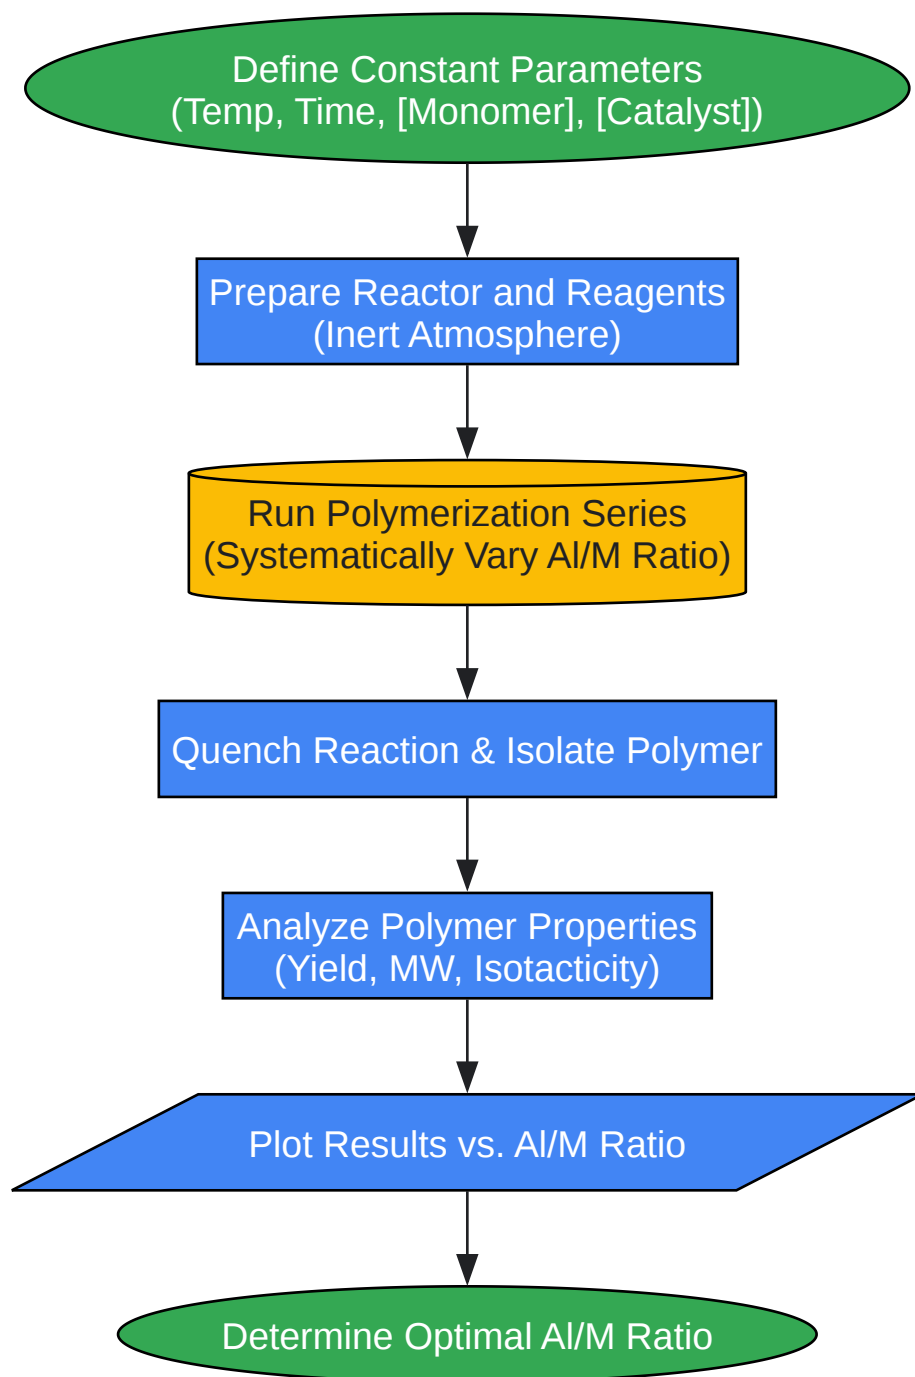 Define Constant Parameters
(Temp, Time, [Monomer], [Catalyst])
Prepare Reactor and Reagents
(Inert Atmosphere)
Run Polymerization Series
(Systematically Vary Al/M Ratio)
Quench Reaction & Isolate Polymer
Analyze Polymer Properties
(Yield, MW, Isotacticity)
Plot Results vs. Al/M Ratio
Determine Optimal Al/M Ratio